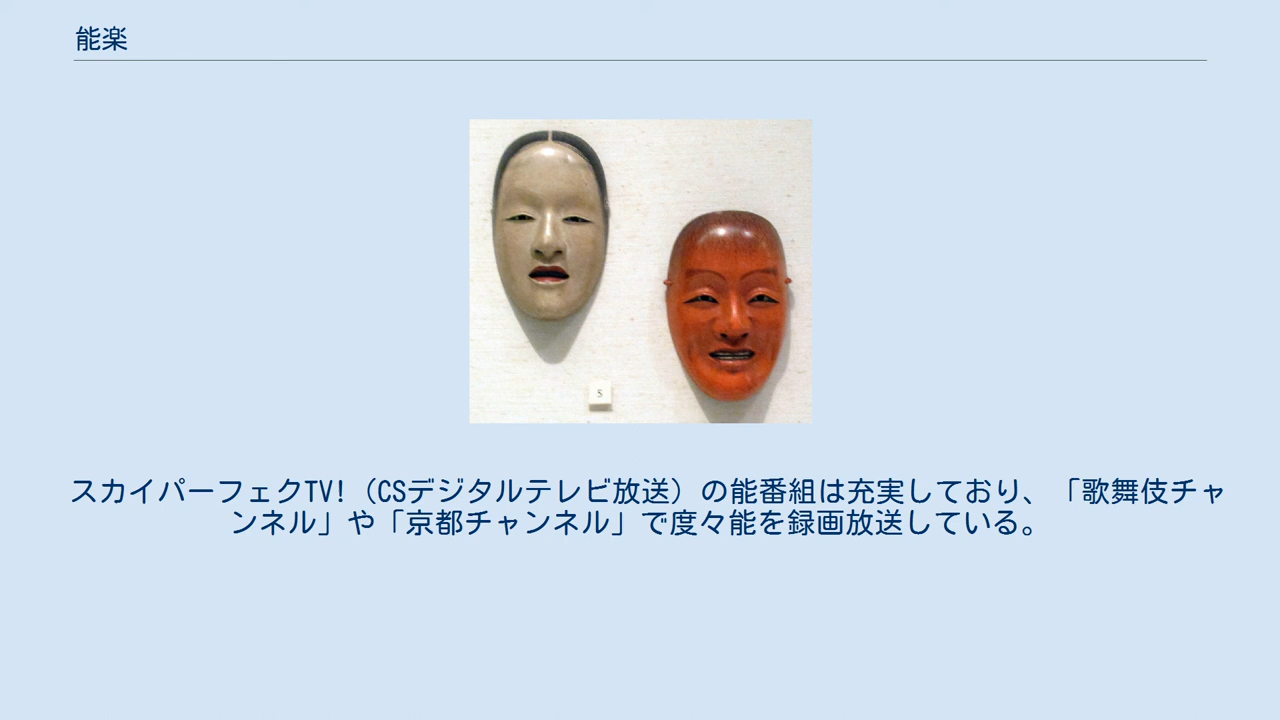 能楽
5
スカイパーフェクTV!（CSデジタルテレビ放送）の能番組は充実しており、「歌舞伎チャ
ンネル」や「京都チャンネル」で度々能を録画放送している。